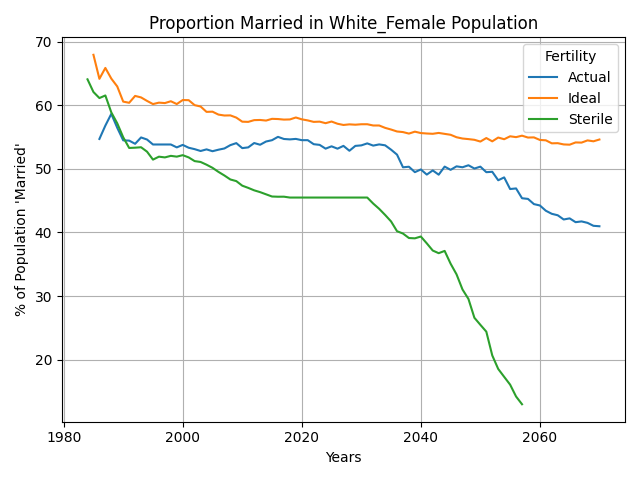 Proportion Married in White_Female Population
% of Population 'Married'
70
60
50
40
30
20
Fertility
Actual
Ideal
Sterile
1980
2000
2020
2040
2060
Years